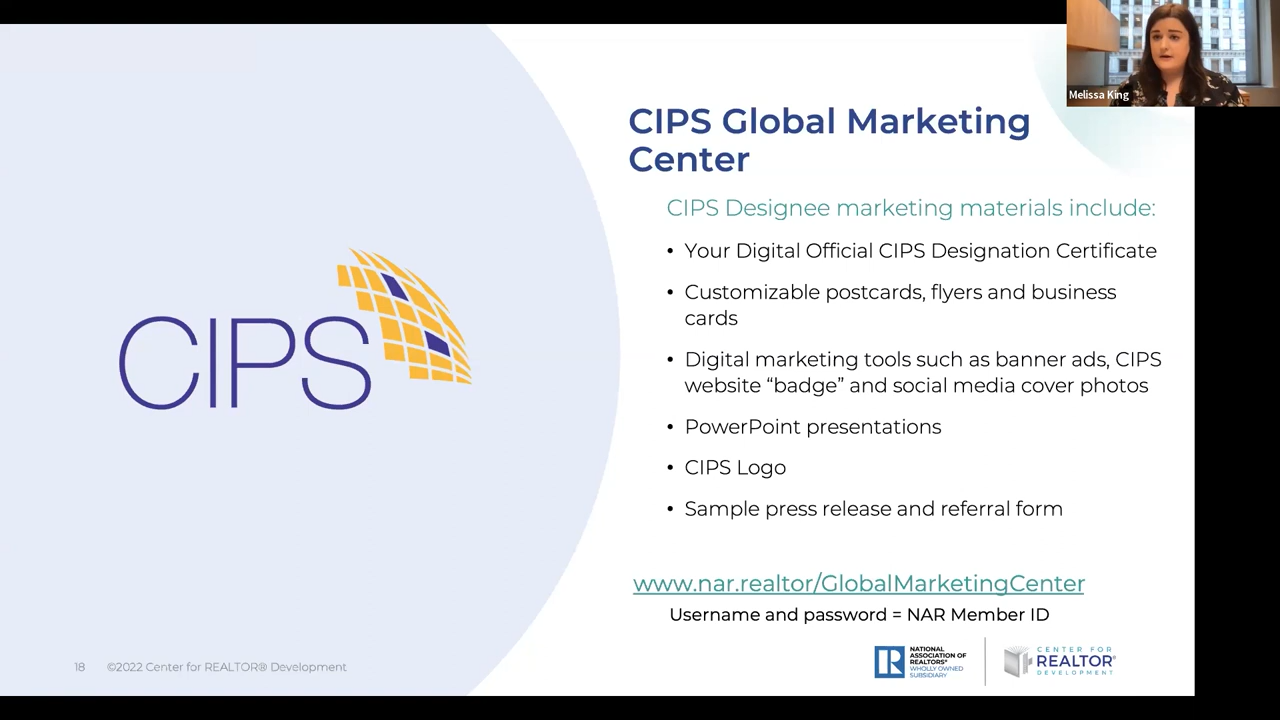 Melissa King
CIPS Global Marketing
Center
CIPS Designee marketing materials include:
• Your Digital Official CIPS Designation Certificate
• Customizable postcards, flyers and business
cards
• Digital marketing tools such as banner ads, CIPS
website “badge” and social media cover photos
• PowerPoint presentations
• CIPS Logo
• Sample press release and referral form
CIPS
www.nar.realtor/GlobalMarketingCenter
Username and password = NAR Member ID
18 ©2022 Center for REALTOR® Development
NATIONAL
ASSOCIATION OF
REALTORS®
WHOLLY OWNED
SUBSIDIARY
CENTER FOR
REALTOR®
DEVELOPMENT